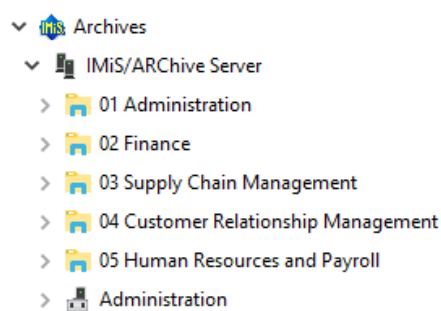 IMiS Archives
IMiS/ARChive Server
01 Administration
02 Finance
03 Supply Chain Management
04 Customer Relationship Management
05 Human Resources and Payroll
Administration